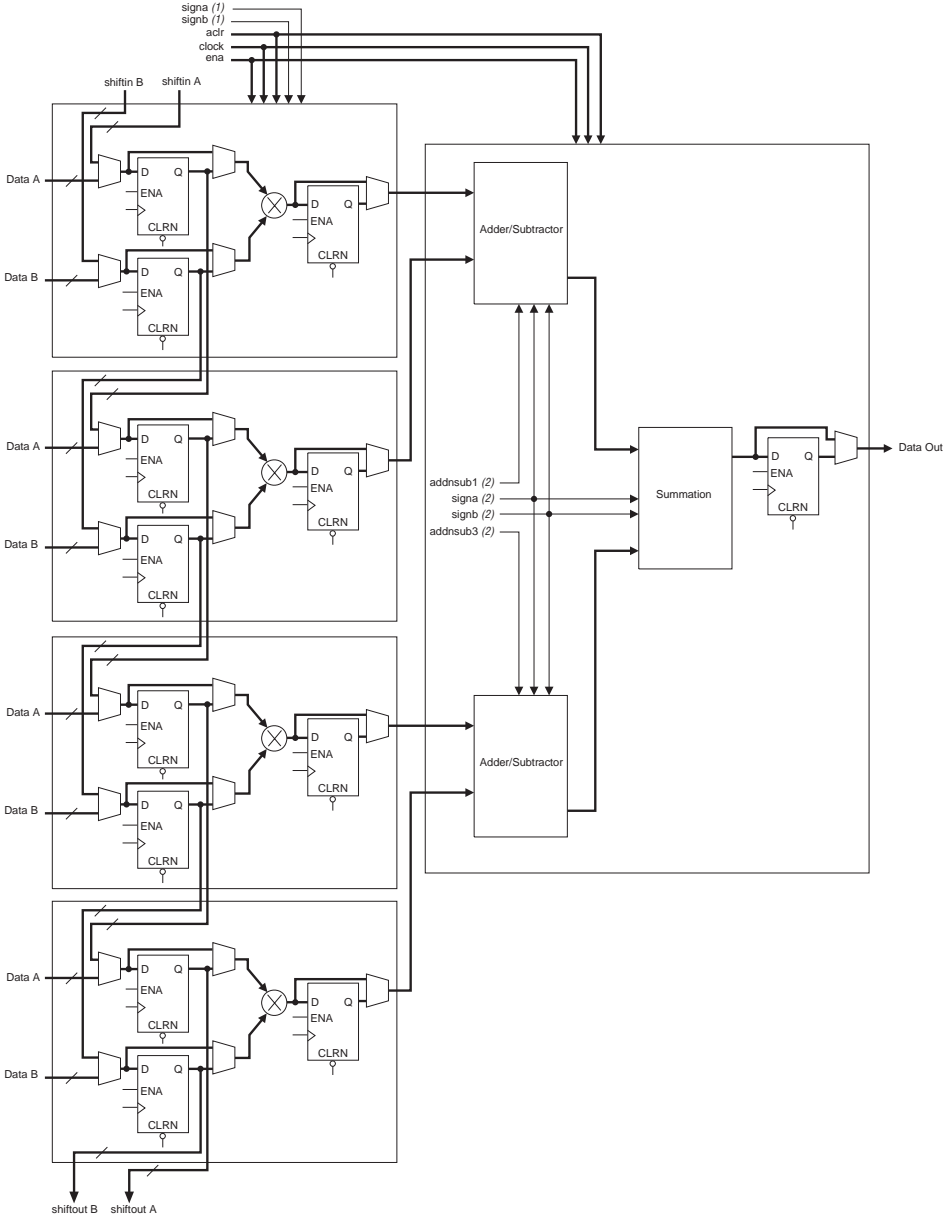 signa (1)
signb (1)
aclr
clock
ena
shiftin B
shiftin A
Data A
D Q
ENA
CLRN
D Q
ENA
CLRN
Data B
D Q
ENA
CLRN
Adder/Subtractor
Data A
D Q
ENA
CLRN
D Q
ENA
CLRN
Data B
D Q
ENA
CLRN
addnsub1 (2)
signa (2)
signb (2)
addnsub3 (2)
Summation
D Q
ENA
CLRN
Data Out
Data A
D Q
ENA
CLRN
D Q
ENA
CLRN
Data B
D Q
ENA
CLRN
Adder/Subtractor
Data A
D Q
ENA
CLRN
D Q
ENA
CLRN
Data B
D Q
ENA
CLRN
shiftout B
shiftout A